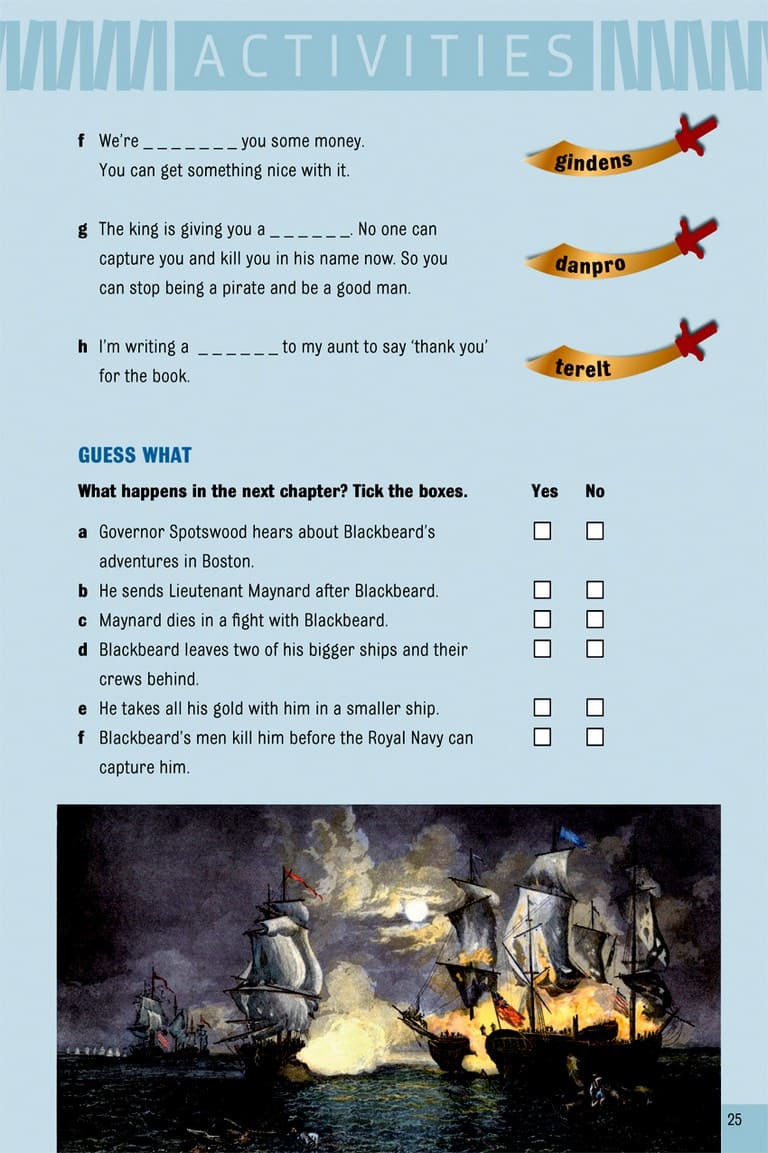 ACTIVITIES
f We're _ _ _ _ _ _ _ you some money.
You can get something nice with it.
gindens
g The king is giving you a _ _ _ _ _ _. No one can
capture you and kill you in his name now. So you
can stop being a pirate and be a good man.
danpro
h I'm writing a _ _ _ _ _ _ to my aunt to say 'thank you'
for the book.
terelt
GUESS WHAT
What happens in the next chapter? Tick the boxes. Yes No
a Governor Spotswood hears about Blackbeard's
adventures in Boston.
b He sends Lieutenant Maynard after Blackbeard.
c Maynard dies in a fight with Blackbeard.
d Blackbeard leaves two of his bigger ships and their
crews behind.
e He takes all his gold with him in a smaller ship.
f Blackbeard's men kill him before the Royal Navy can
capture him.
25